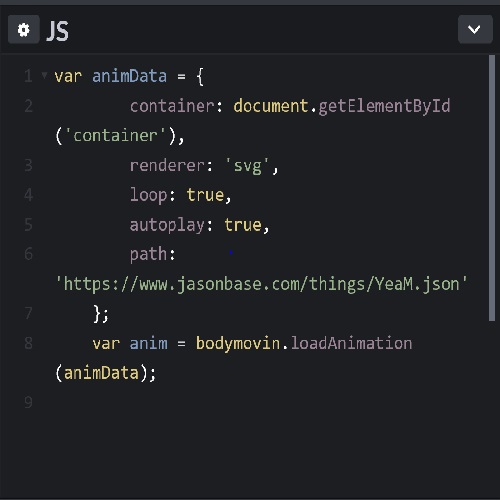 JS
1 var animData = {
2 container: document.getElementById
('container'),
3 renderer: 'svg',
4 loop: true,
5 autoplay: true,
6 path:
'https://www.jasonbase.com/things/YeaM.json'
7 };
8 var anim = bodymovin.loadAnimation
(animData);
9